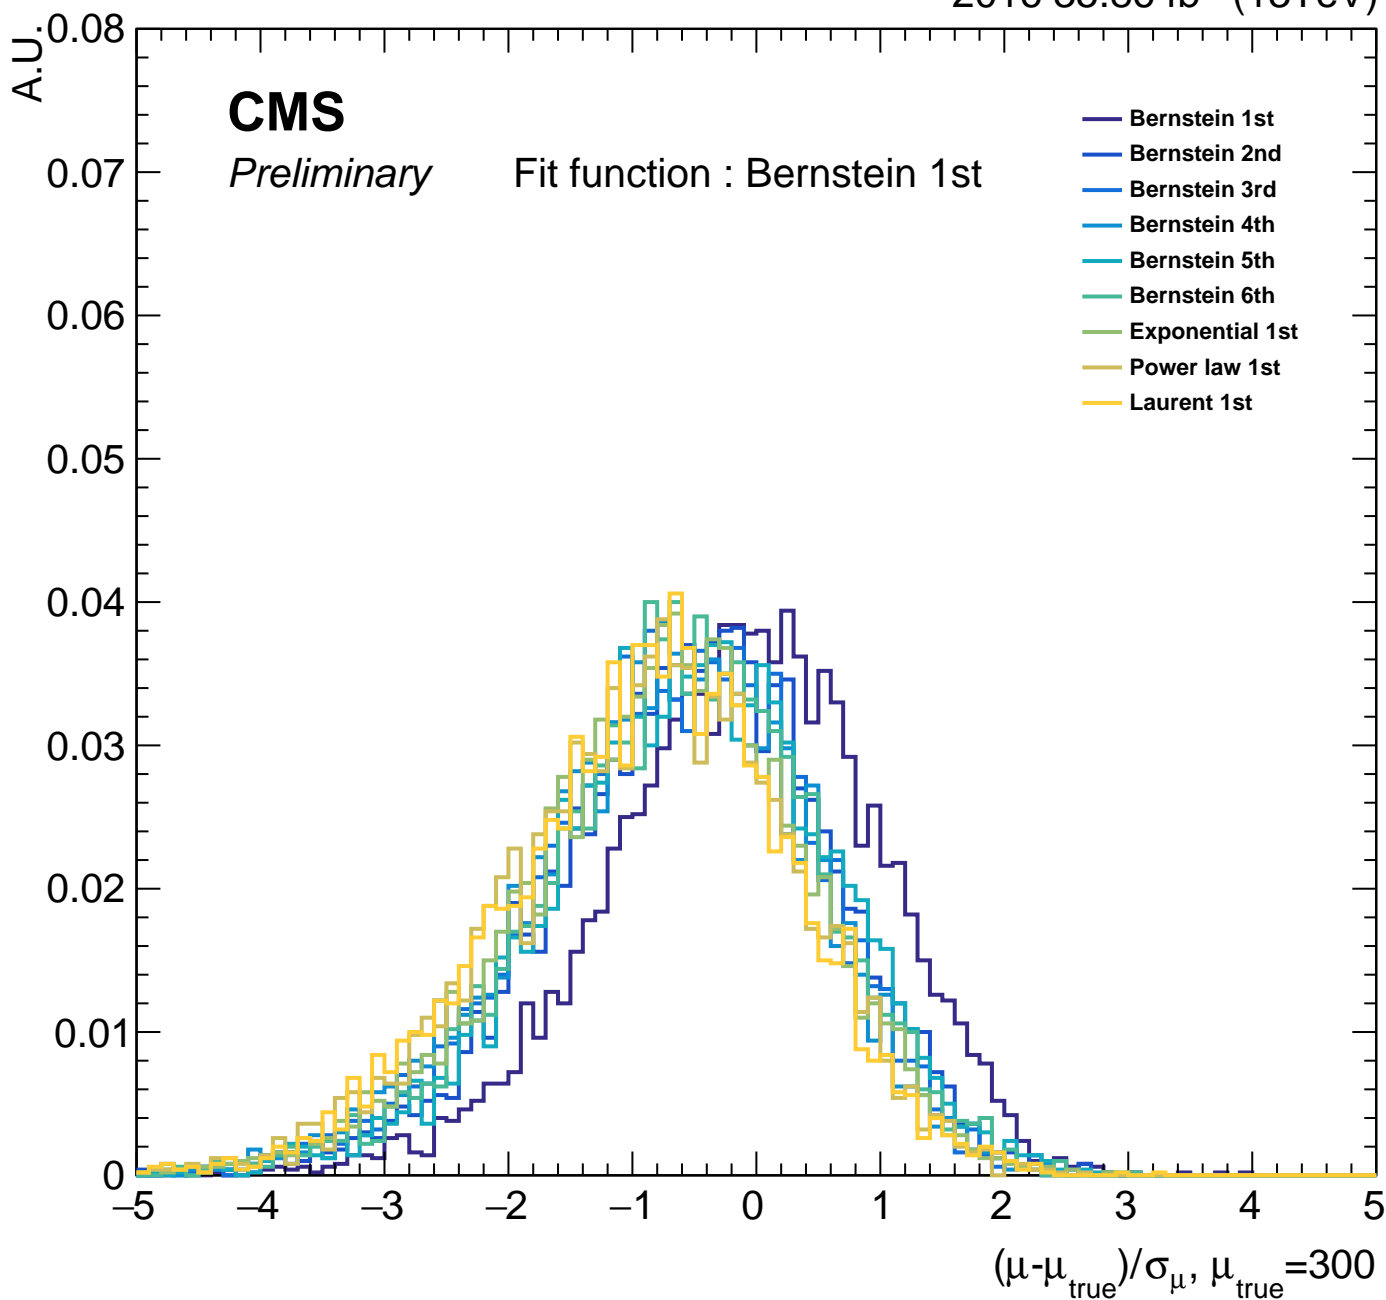 (13 TeV)
A.U.
0.08
CMS
Preliminary
Fit function : Bernstein 1st
Bernstein 1st
Bernstein 2nd
Bernstein 3rd
Bernstein 4th
Bernstein 5th
Bernstein 6th
Exponential 1st
Power law 1st
Laurent 1st
0.07
0.06
0.05
0.04
0.03
0.02
0.01
0
−5 −4 −3 −2 −1 0 1 2 3 4 5
(μ-μtrue)/σμ, μtrue=300